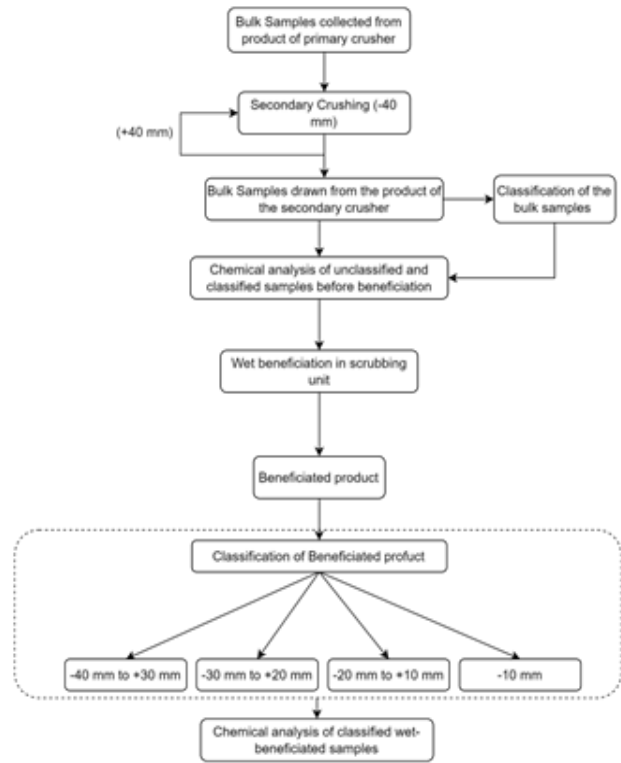 Bulk Samples collected from
product of primary crusher
Secondary Crushing (-40
mm)
(+40 mm)
Bulk Samples drawn from the product of
the secondary crusher
Classification of the
bulk samples
Chemical analysis of unclassified and
classified samples before beneficiation
Wet beneficiation in scrubbing
unit
Beneficiated product
Classification of Beneficiated profuct
-40 mm to +30 mm
-30 mm to +20 mm
-20 mm to +10 mm
-10 mm
Chemical analysis of classified wet-
beneficiated samples